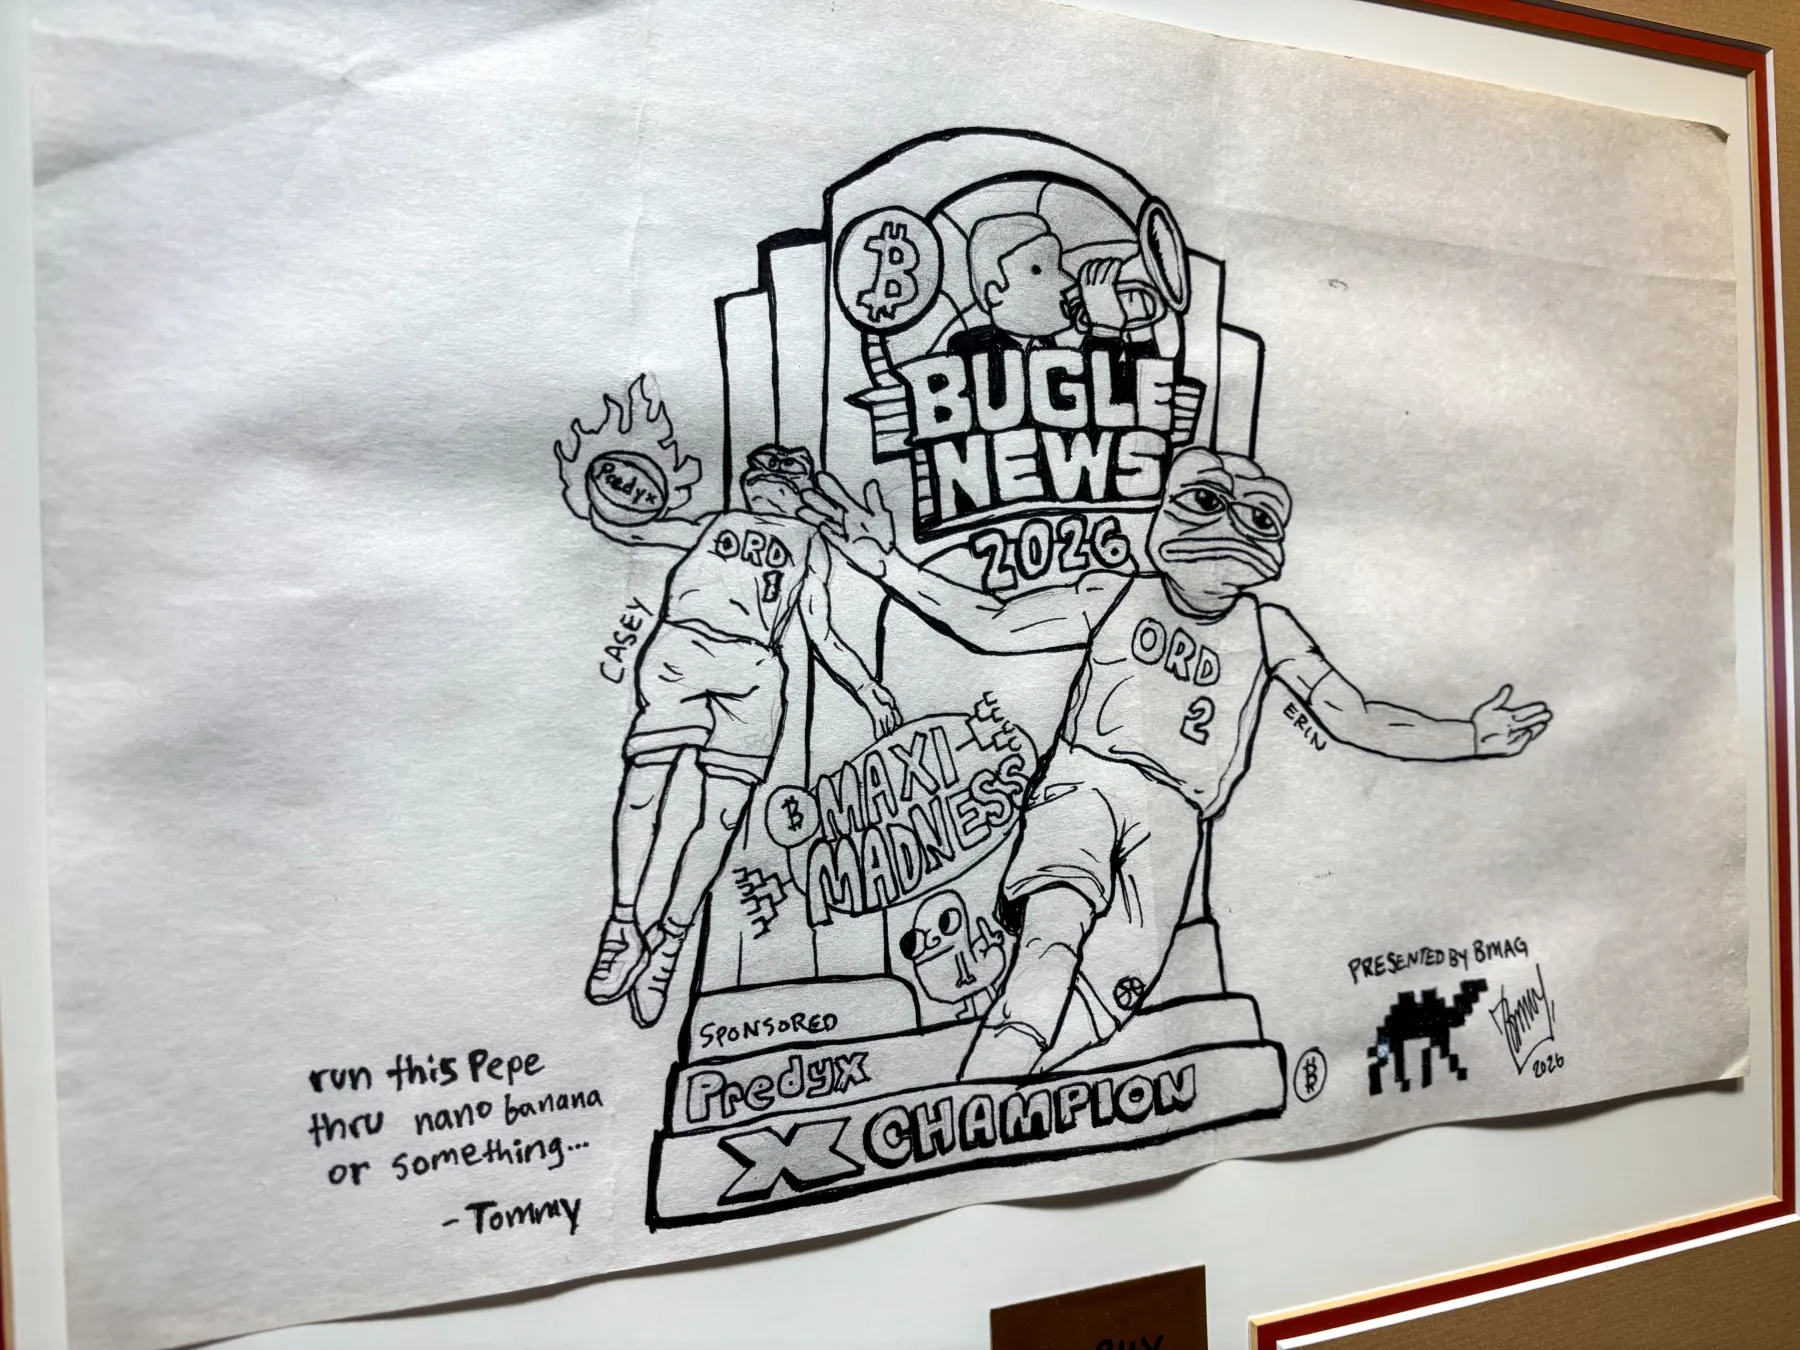 BUGLE
NEWS
2026
Predyx
ORD
1
CASEY
ORD
2
ERIN
MAXI
MADNESS
SPONSORED
Predyx
X CHAMPION
run this Pepe
thru nano banana
or something...
-Tommy
PRESENTED BY BMAG
Tommy
2026